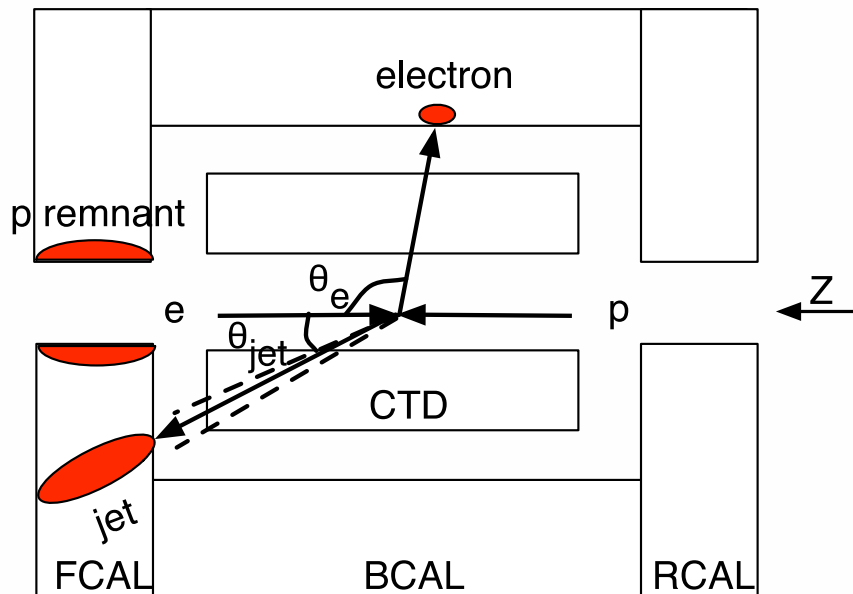 electron
p remnant
θe
e
p
Z
θjet
CTD
jet
FCAL
BCAL
RCAL